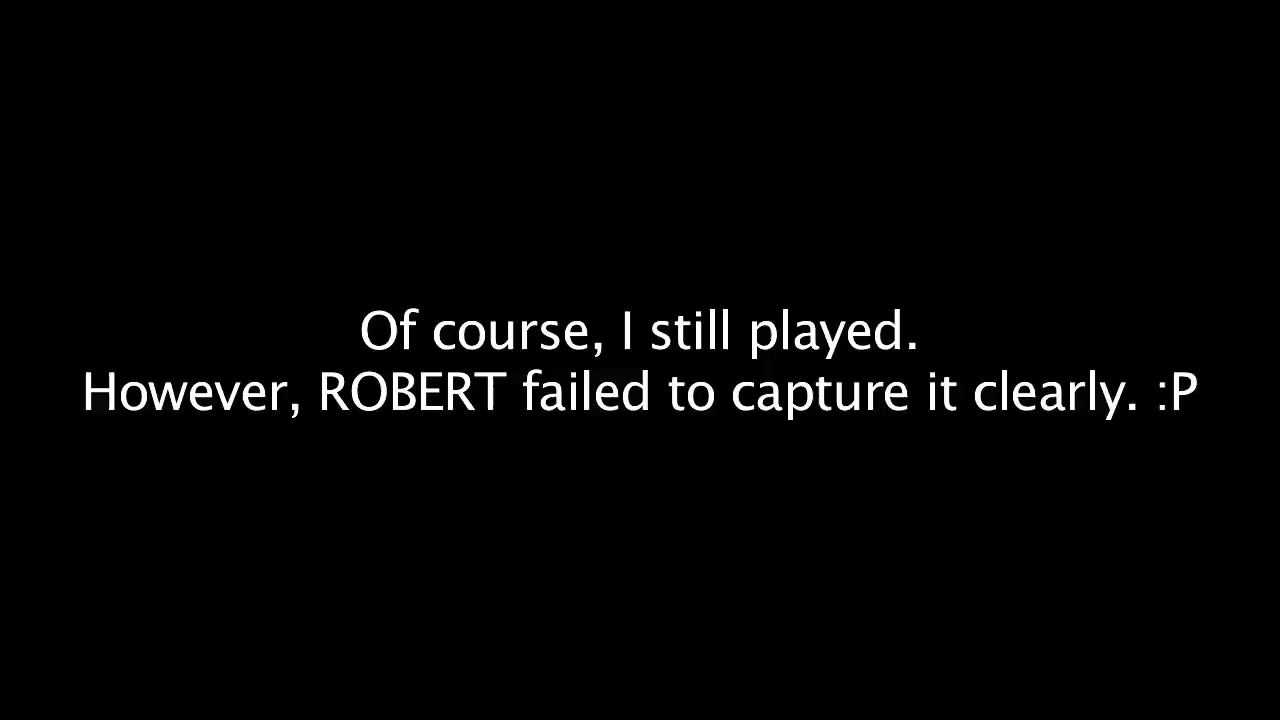 Of course, I still played.
However, ROBERT failed to capture it clearly. :P